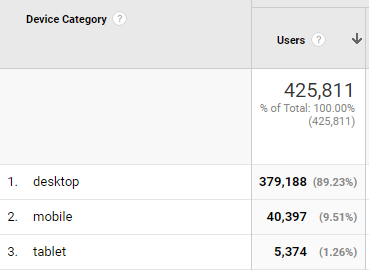 Device Category ?
Users ?
425,811
% of Total: 100.00%
(425,811)
1. desktop 379,188 (89.23%)
2. mobile 40,397 (9.51%)
3. tablet 5,374 (1.26%)